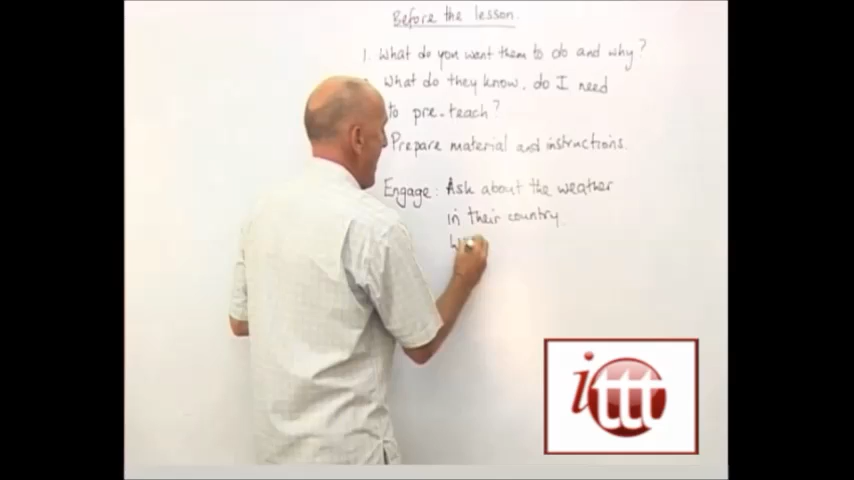 Before the lesson.
1. What do you want them to do and why?
What do they know. do I need
to pre-teach?
Prepare material and instructions.
Engage: Ask about the weather
in their country.
ittt